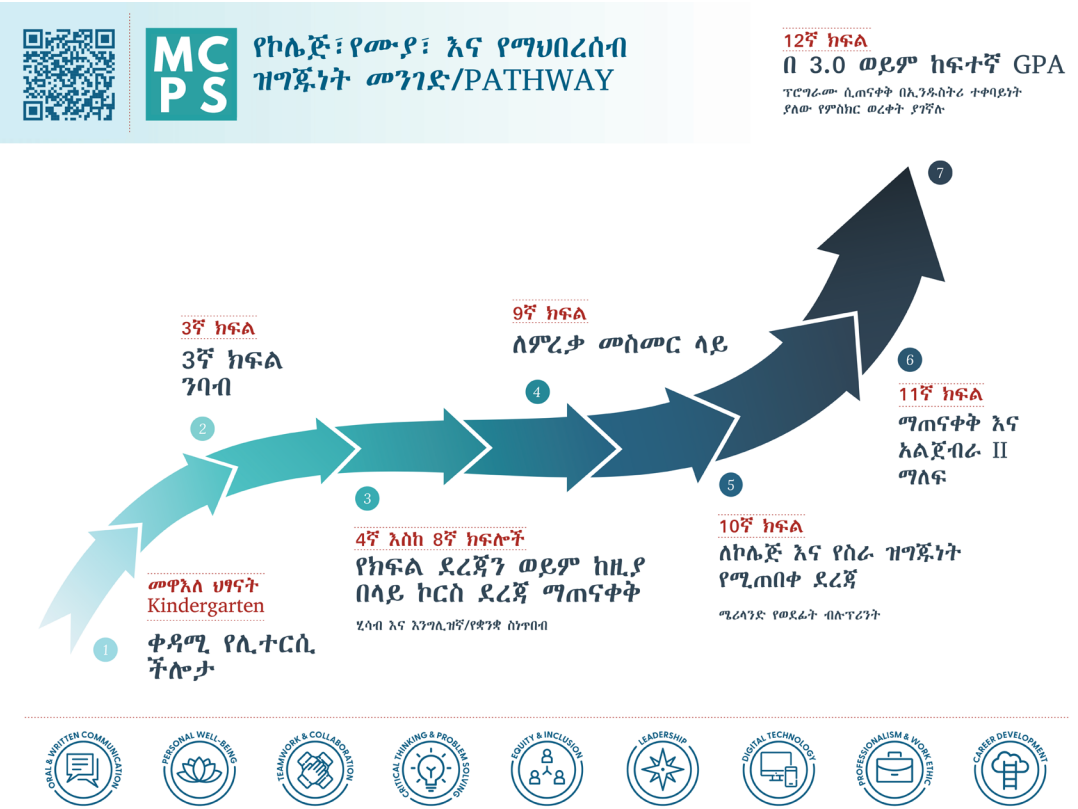 MC
PS
የኮሌጅ፣የሙያ፣ እና የማህበረሰብ
ዝግጁነት መንገድ/PATHWAY
12ኛ ክፍል
በ 3.0 ወይም ከፍተኛ GPA
ፕሮግራሙ ሲጠናቀቅ በኢንዱስትሪ ተቀባይነት
ያለው የምስክር ወረቀት ያገኛሉ
7
3ኛ ክፍል
3ኛ ክፍል
ንባብ
2
9ኛ ክፍል
ለምረቃ መስመር ላይ
4
6
11ኛ ክፍል
ማጠናቀቅ እና
አልጀብራ II
ማለፍ
3
4ኛ እስከ 8ኛ ክፍሎች
የክፍል ደረጃን ወይም ከዚያ
በላይ ኮርስ ደረጃ ማጠናቀቅ
ሂሳብ እና እንግሊዝኛ/የቋንቋ ስነጥበብ
5
10ኛ ክፍል
ለኮሌጅ እና የስራ ዝግጁነት
የሚጠበቀ ደረጃ
ሜሪላንድ የወደፊት ብሉፕሪንት
መዋእለ ህፃናት
Kindergarten
1
ቀዳሚ የሊተርሲ
ችሎታ
ORAL & WRITTEN COMMUNICATION
PERSONAL WELL-BEING
TEAMWORK & COLLABORATION
CRITICAL THINKING & PROBLEM SOLVING
EQUITY & INCLUSION
LEADERSHIP
DIGITAL TECHNOLOGY
PROFESSIONALISM & WORK ETHIC
CAREER DEVELOPMENT